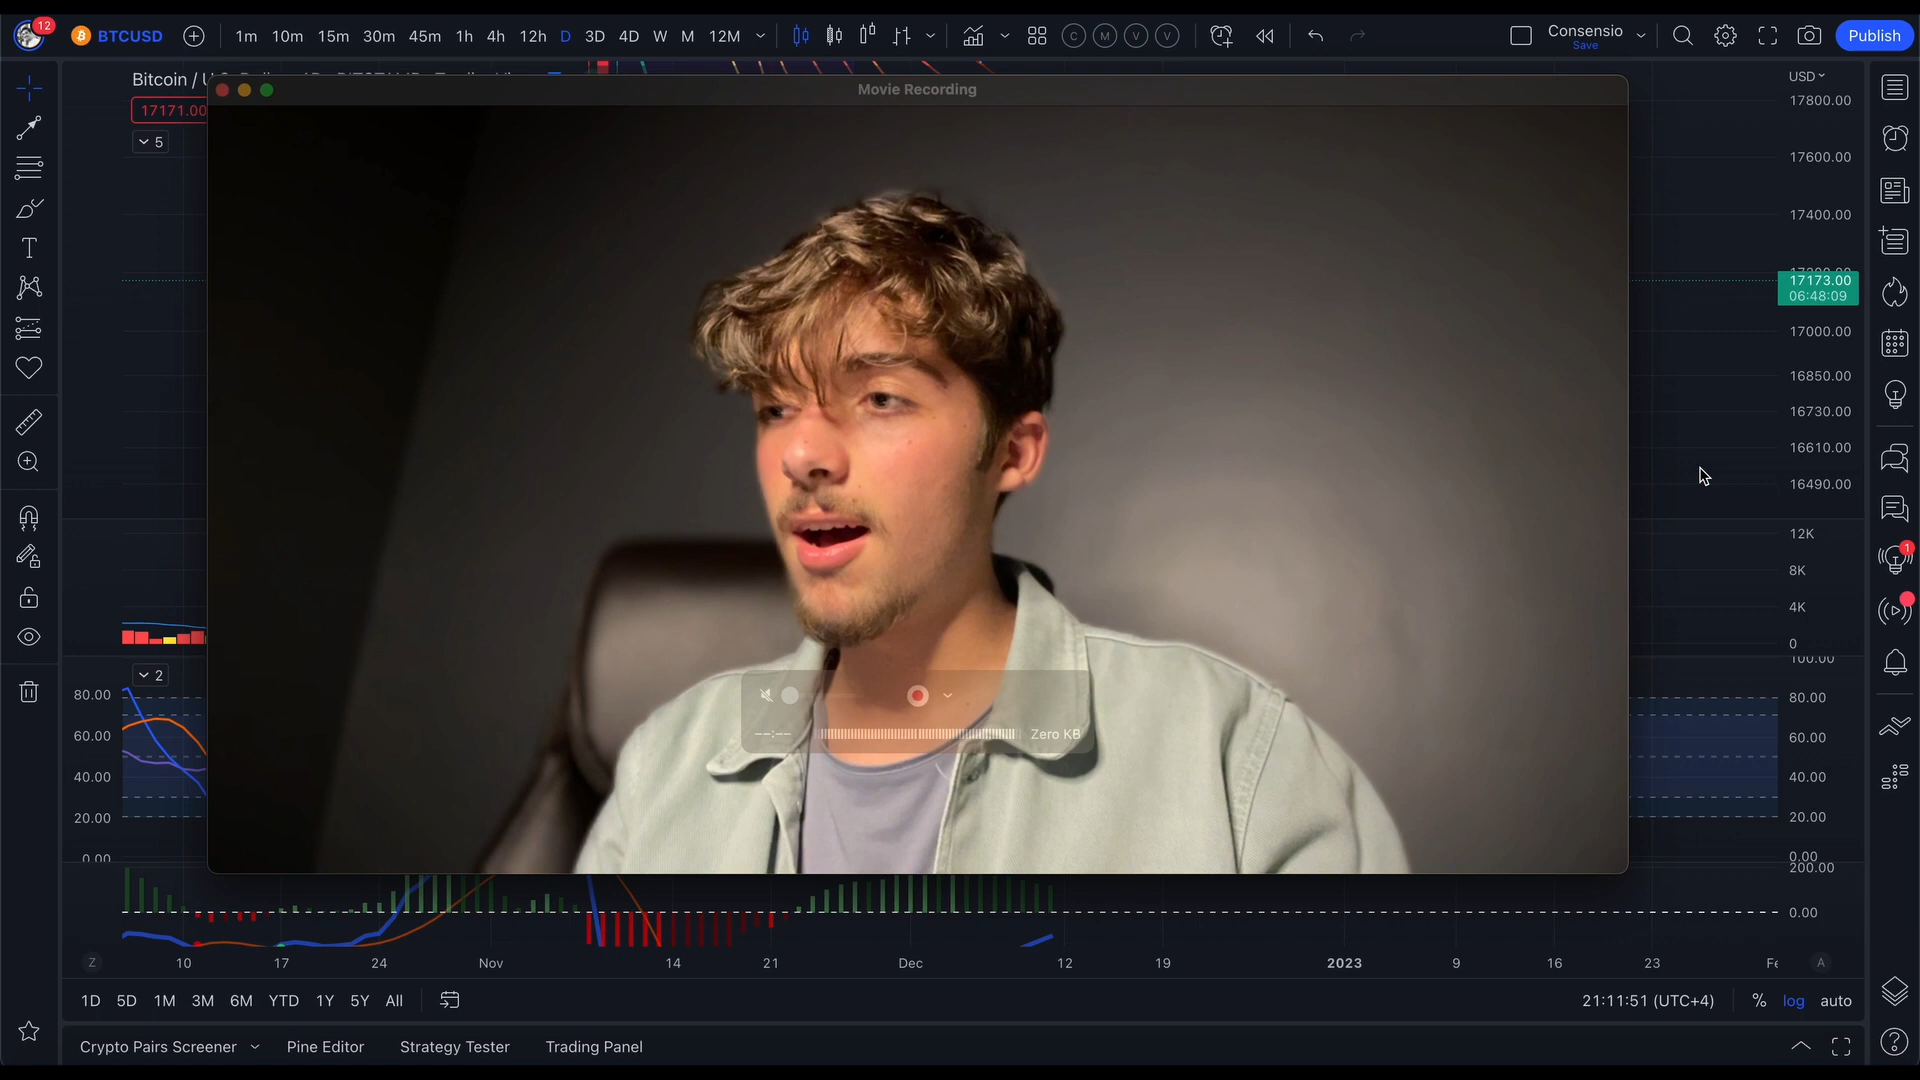 12
BTCUSD
1m 10m 15m 30m 45m 1h 4h 12h D 3D 4D W M 12M
C M V V
Consensio
Save
Publish
Bitcoin /
17171.00
5
Movie Recording
USD
17800.00
17600.00
17400.00
17173.00
06:48:09
17000.00
16850.00
16730.00
16610.00
16490.00
12K
8K
4K
0
1
2
80.00
60.00
40.00
20.00
0.00
--:--
Zero KB
100.00
80.00
60.00
40.00
20.00
0.00
200.00
0.00
Z 10 17 24 Nov 14 21 Dec 12 19 2023 9 16 23 A
1D 5D 1M 3M 6M YTD 1Y 5Y All
21:11:51 (UTC+4) % log auto
Crypto Pairs Screener Pine Editor Strategy Tester Trading Panel